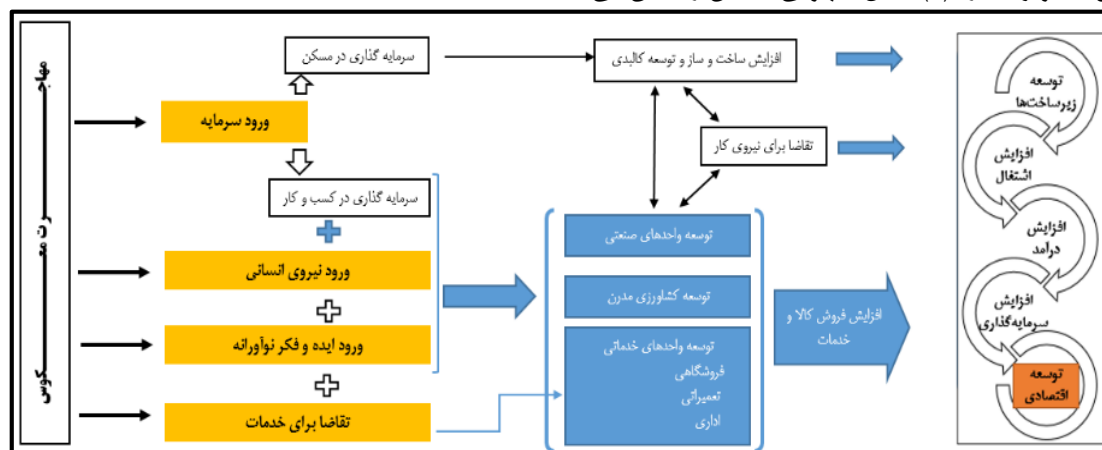 مهاجـــــــرت معـــــــکوس
سرمایه گذاری در مسکن
ورود سرمایه
سرمایه گذاری در کسب و کار
ورود نیروی انسانی
ورود ایده و فکر نوآورانه
تقاضا برای خدمات
افزایش ساخت و ساز و توسعه کالبدی
تقاضا برای نیروی کار
توسعه واحدهای صنعتی
توسعه کشاورزی مدرن
توسعه واحدهای خدماتی
فروشگاهی
تعمیراتی
اداری
افزایش فروش کالا و
خدمات
توسعه
زیرساخت‌ها
افزایش
اشتغال
افزایش
درامد
افزایش
سرمایه‌گذاری
توسعه
اقتصادی